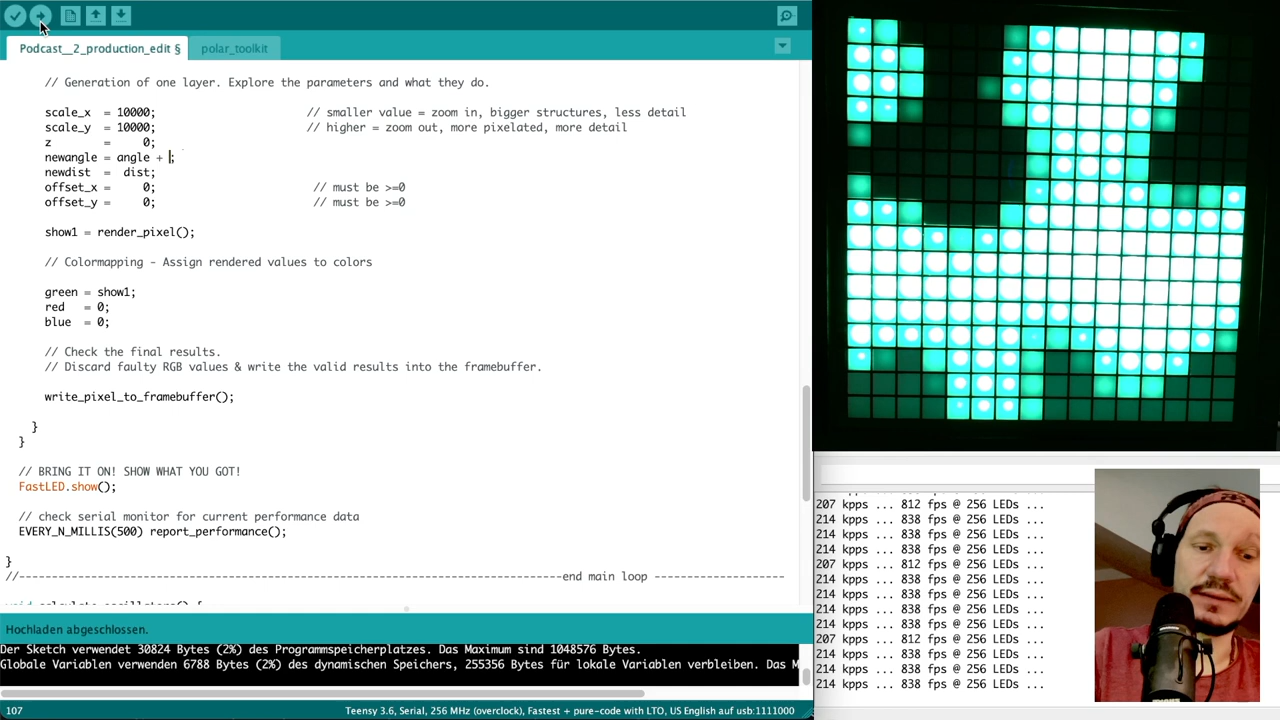 Podcast__2_production_edit §
polar_toolkit
// Generation of one layer. Explore the parameters and what they do.
scale_x = 10000; // smaller value = zoom in, bigger structures, less detail
scale_y = 10000; // higher = zoom out, more pixelated, more detail
z = 0;
newangle = angle + ;
newdist = dist;
offset_x = 0; // must be >=0
offset_y = 0; // must be >=0
show1 = render_pixel();
// Colormapping - Assign rendered values to colors
green = show1;
red = 0;
blue = 0;
// Check the final results.
// Discard faulty RGB values & write the valid results into the framebuffer.
write_pixel_to_framebuffer();
}
}
// BRING IT ON! SHOW WHAT YOU GOT!
FastLED.show();
// check serial monitor for current performance data
EVERY_N_MILLIS(500) report_performance();
}
//-------------------------------------------------------------------------------------end main loop --------------------
Hochladen abgeschlossen.
Der Sketch verwendet 30824 Bytes (2%) des Programmspeicherplatzes. Das Maximum sind 1048576 Bytes.
Globale Variablen verwenden 6788 Bytes (2%) des dynamischen Speichers, 255356 Bytes für lokale Variablen verbleiben. Das M
107
Teensy 3.6, Serial, 256 MHz (overclock), Fastest + pure-code with LTO, US English auf usb:1111000
207 kpps ... 812 fps @ 256 LEDs ...
214 kpps ... 838 fps @ 256 LEDs ...
214 kpps ... 838 fps @ 256 LEDs ...
214 kpps ... 838 fps @ 256 LEDs ...
207 kpps ... 812 fps @ 256 LEDs ...
214 kpps ... 838 fps @ 256 LEDs ...
214 kpps ... 838 fps @ 256 LEDs ...
214 kpps ... 838 fps @ 256 LEDs ...
214 kpps ... 838 fps @ 256 LEDs ...
207 kpps ... 812 fps @ 256 LEDs ...
214 kpps ... 838 fps @ 256 LEDs ...
214 kpps ... 838 fps @ 256 LEDs ...
214 kpps ... 838 fps @ 256 LEDs ...